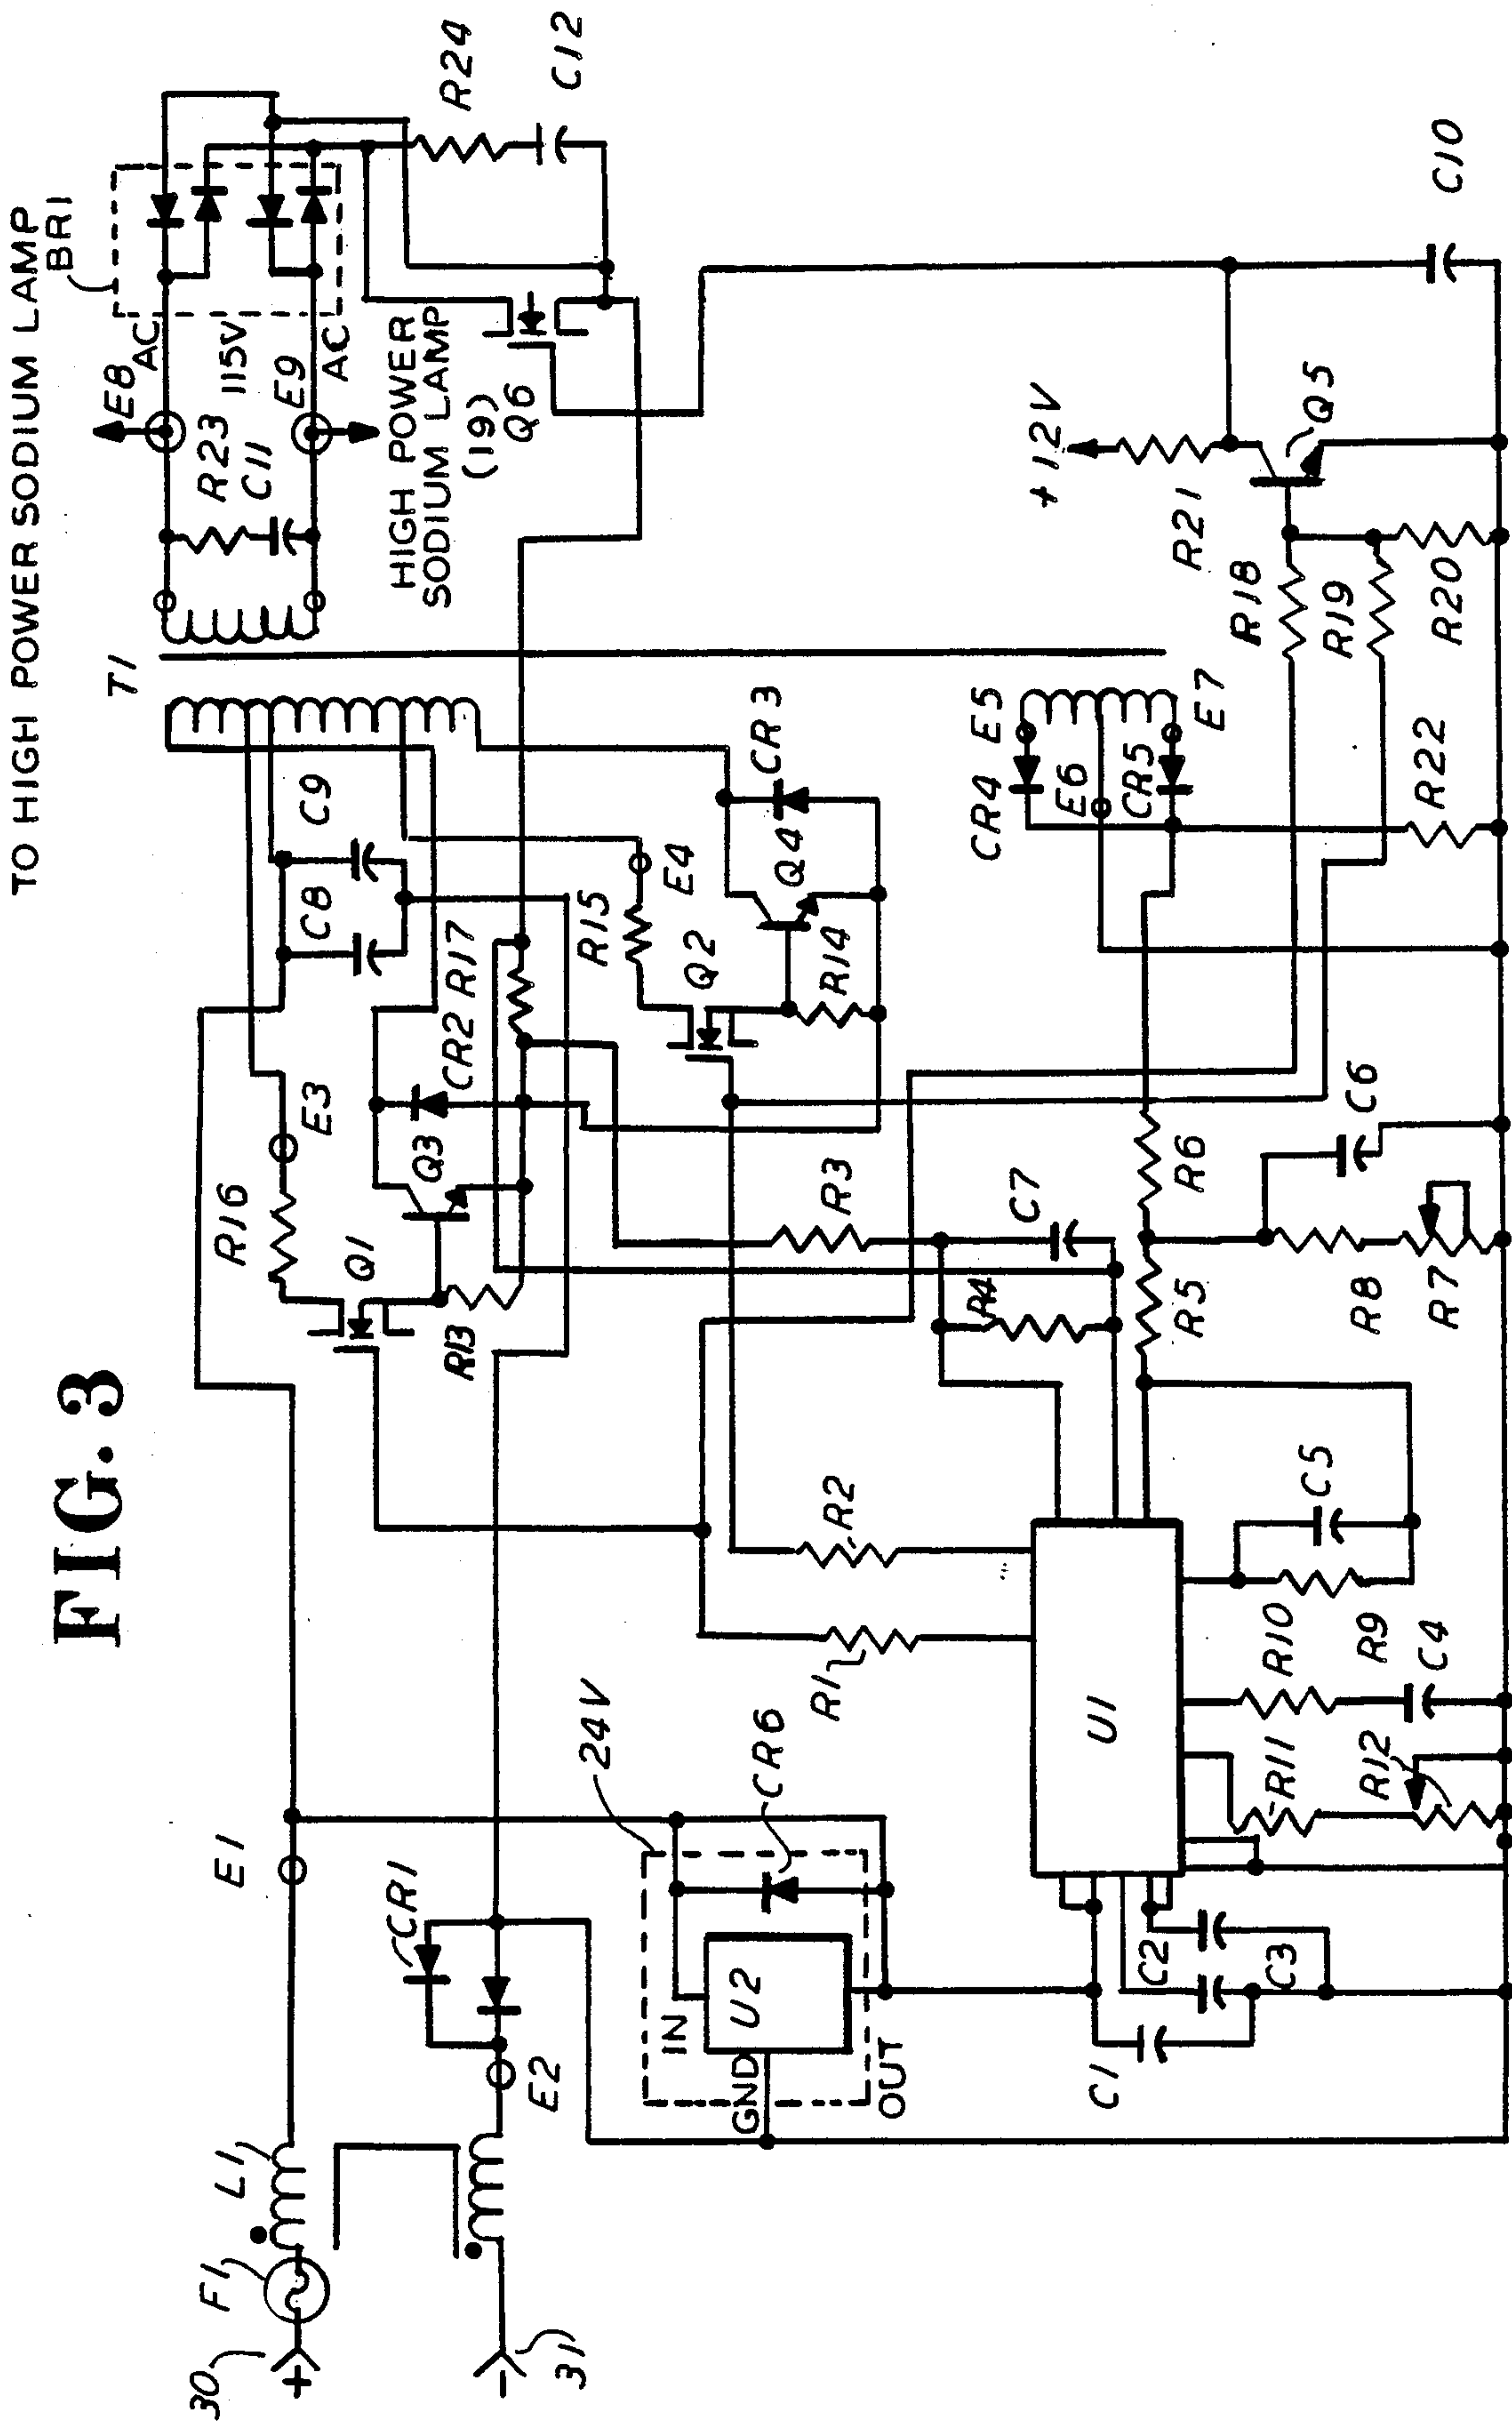 FIG. 3
TO HIGH POWER SODIUM LAMP
BR1
E8
AC
115V
E9
AC
R23
C11
R24
C12
HIGH POWER
SODIUM LAMP
(19)
Q6
T1
C9
C8
E3
R16
Q1
Q3
CR2
R17
R13
R15
E4
Q2
Q4
CR3
R14
CR4
E5
E6
CR5
E7
+12V
R21
Q5
C10
R18
R19
R20
R22
R3
C7
R4
R6
R5
C6
R8
R7
R2
R1
U1
C5
R10
R9
C4
R11
R12
C2
C3
C1
24V
CR6
IN
U2
GND
OUT
E1
CR1
E2
L1
F1
30
+
-
31